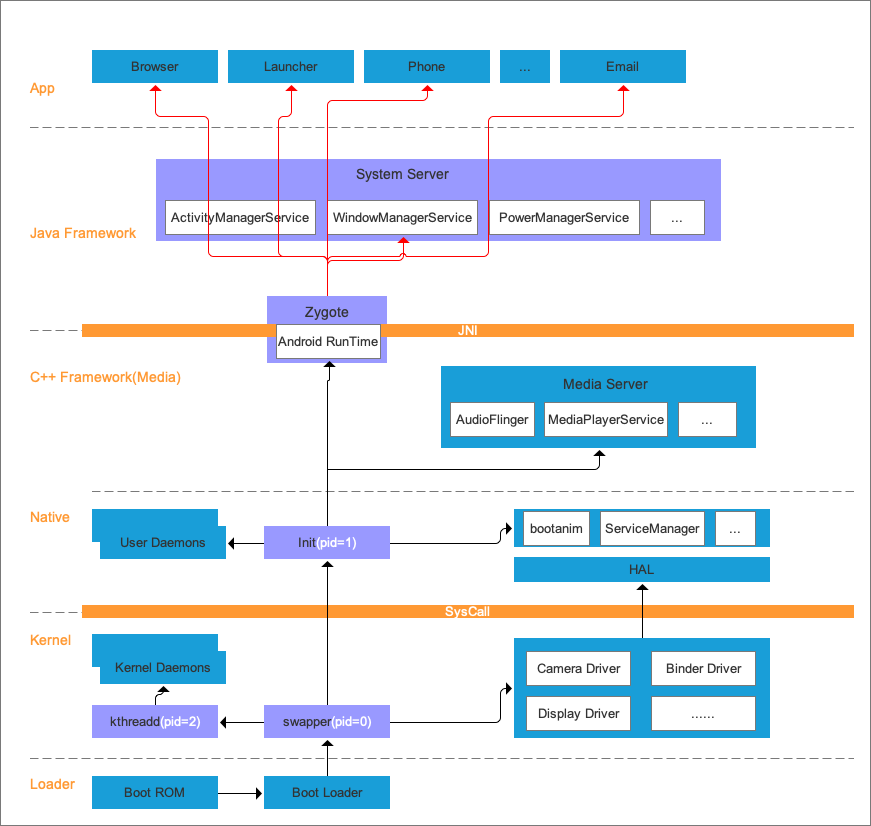 Browser
Launcher
Phone
...
Email
App
System Server
ActivityManagerService
WindowManagerService
PowerManagerService
...
Java Framework
Zygote
JNI
Android RunTime
C++ Framework(Media)
Media Server
AudioFlinger
MediaPlayerService
...
Native
User Daemons
Init(pid=1)
bootanim
ServiceManager
...
HAL
SysCall
Kernel
Kernel Daemons
Camera Driver
Binder Driver
kthreadd(pid=2)
swapper(pid=0)
Display Driver
......
Loader
Boot ROM
Boot Loader